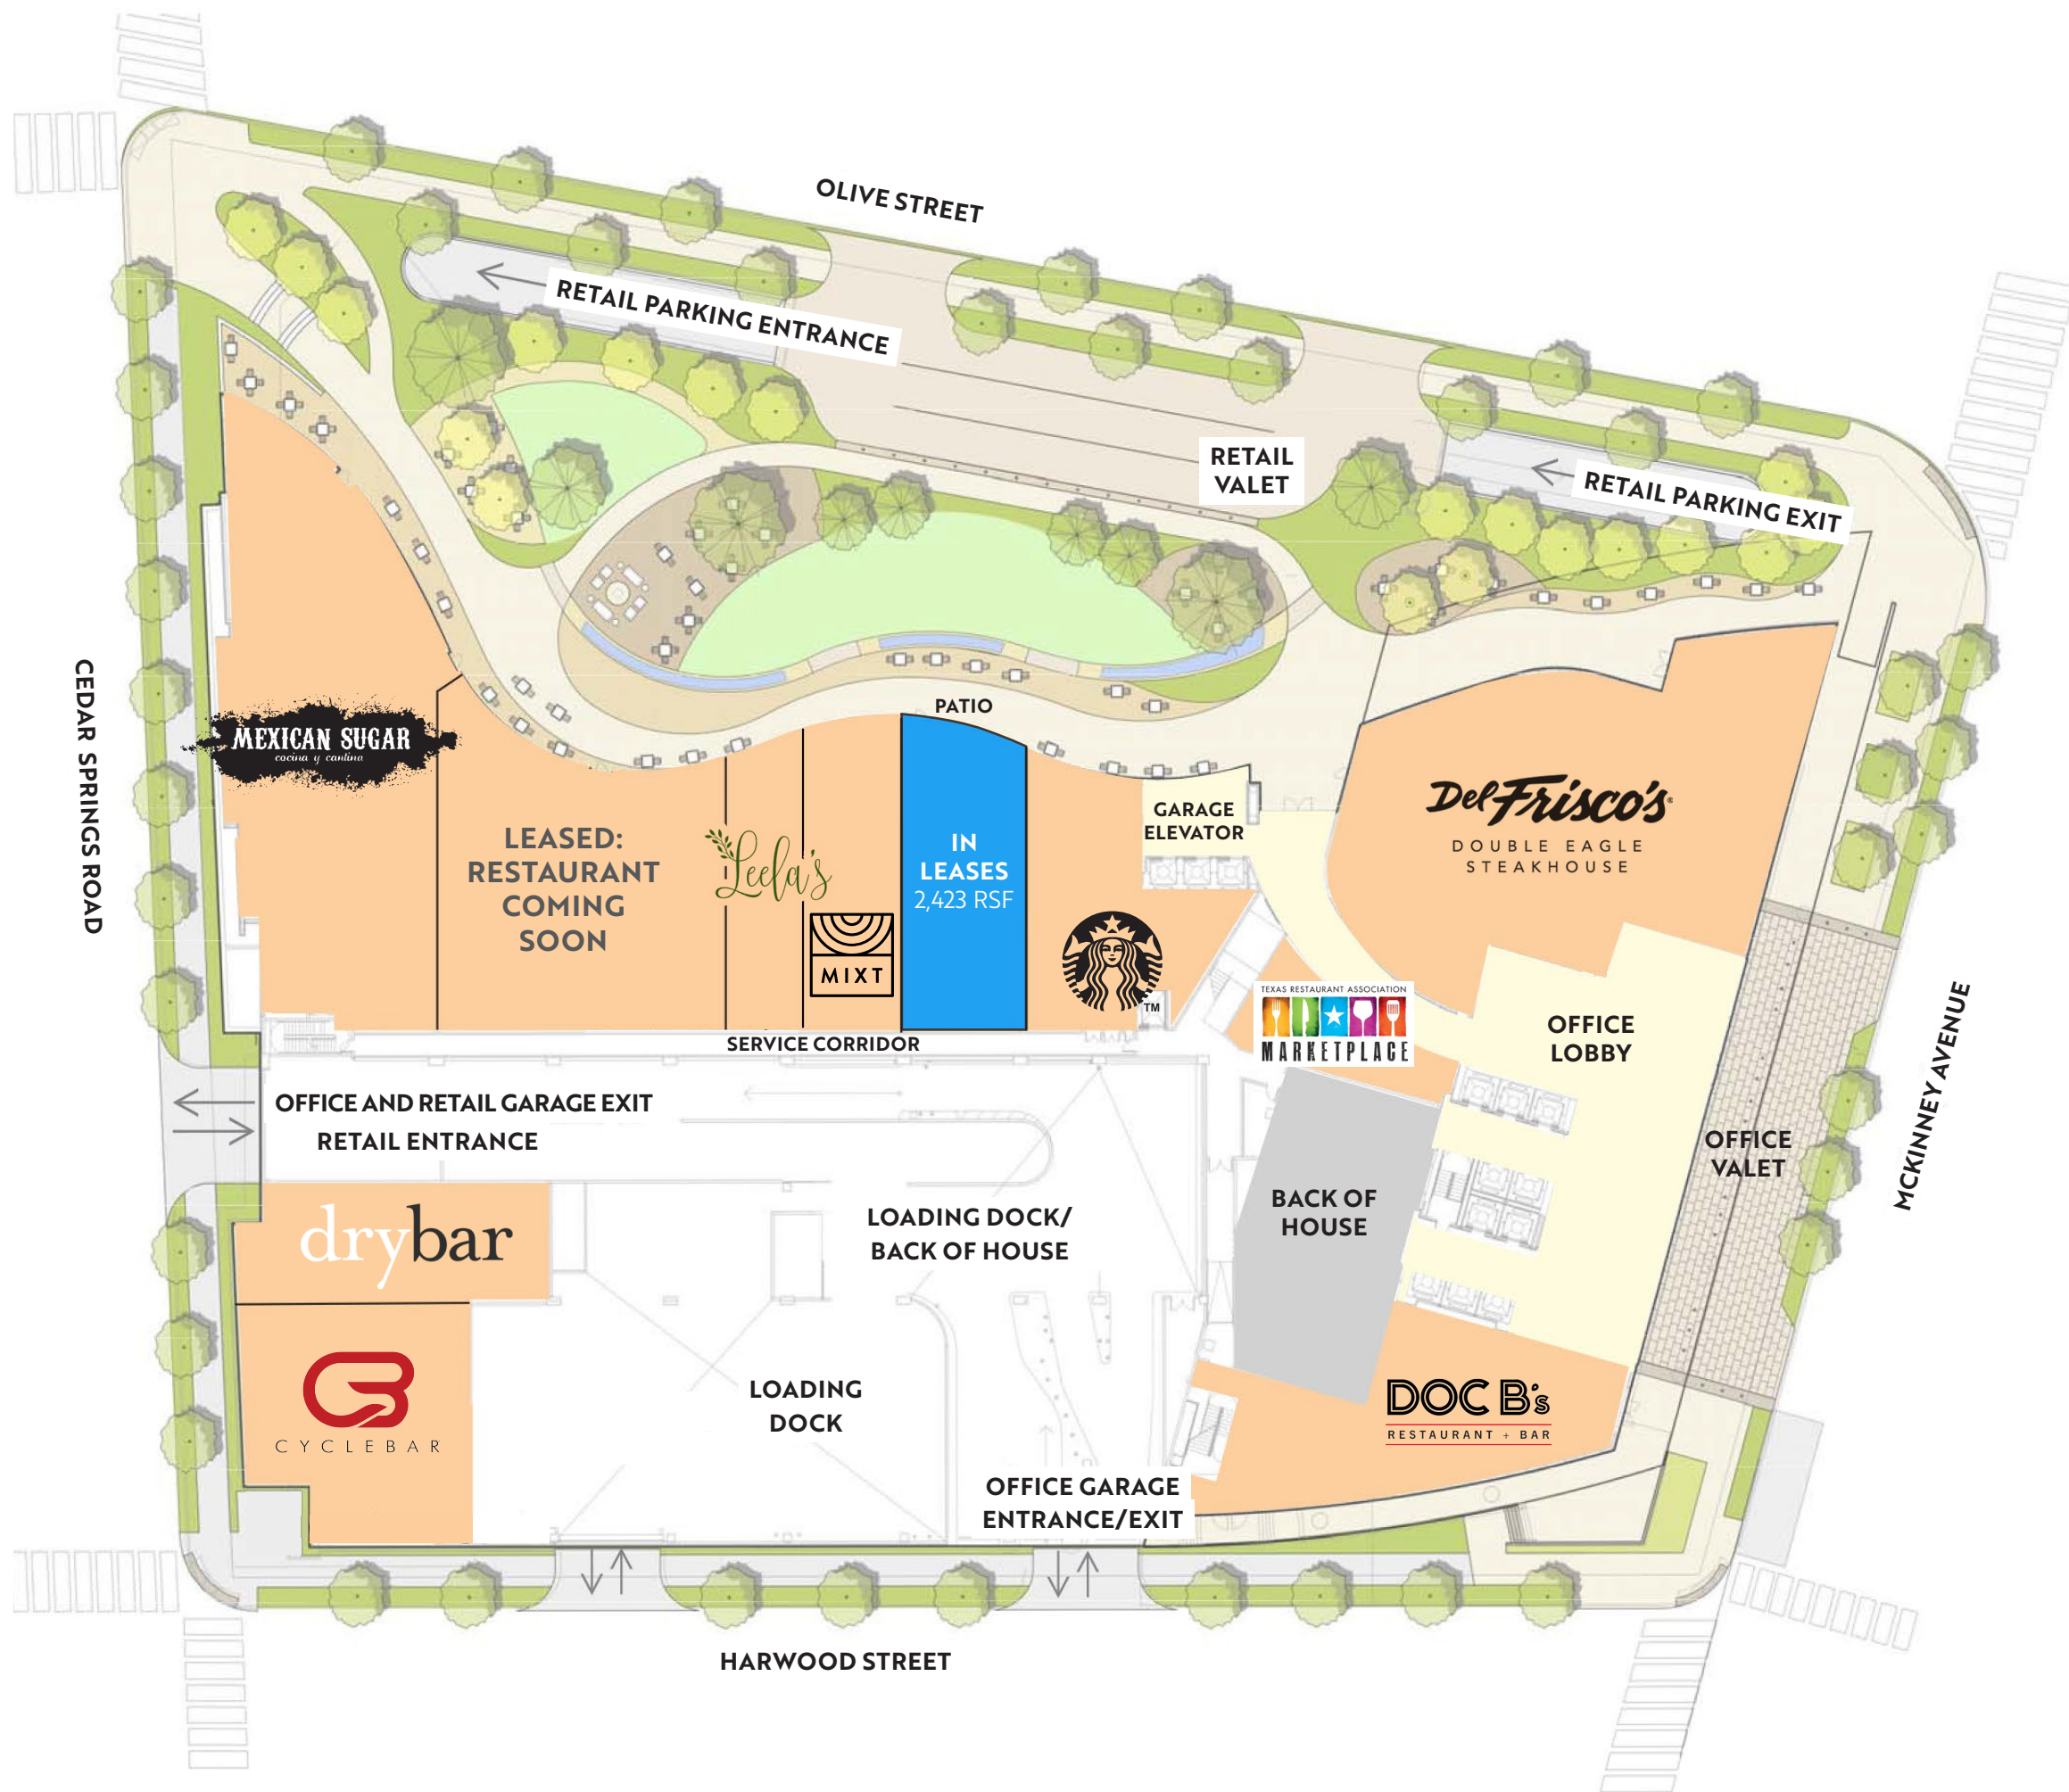 OLIVE STREET
RETAIL PARKING ENTRANCE
RETAIL
VALET
RETAIL PARKING EXIT
CEDAR SPRINGS ROAD
MEXICAN SUGAR
cocina y cantina
PATIO
LEASED:
RESTAURANT
COMING
SOON
Leela's
MIXT
IN
LEASES
2,423 RSF
GARAGE
ELEVATOR
TM
Del Frisco's®
DOUBLE EAGLE
STEAKHOUSE
TEXAS RESTAURANT ASSOCIATION
MARKETPLACE
OFFICE
LOBBY
MCKINNEY AVENUE
SERVICE CORRIDOR
OFFICE AND RETAIL GARAGE EXIT
RETAIL ENTRANCE
OFFICE
VALET
drybar
LOADING DOCK/
BACK OF HOUSE
BACK OF
HOUSE
CYCLEBAR
LOADING
DOCK
DOC B's
RESTAURANT + BAR
OFFICE GARAGE
ENTRANCE/EXIT
HARWOOD STREET